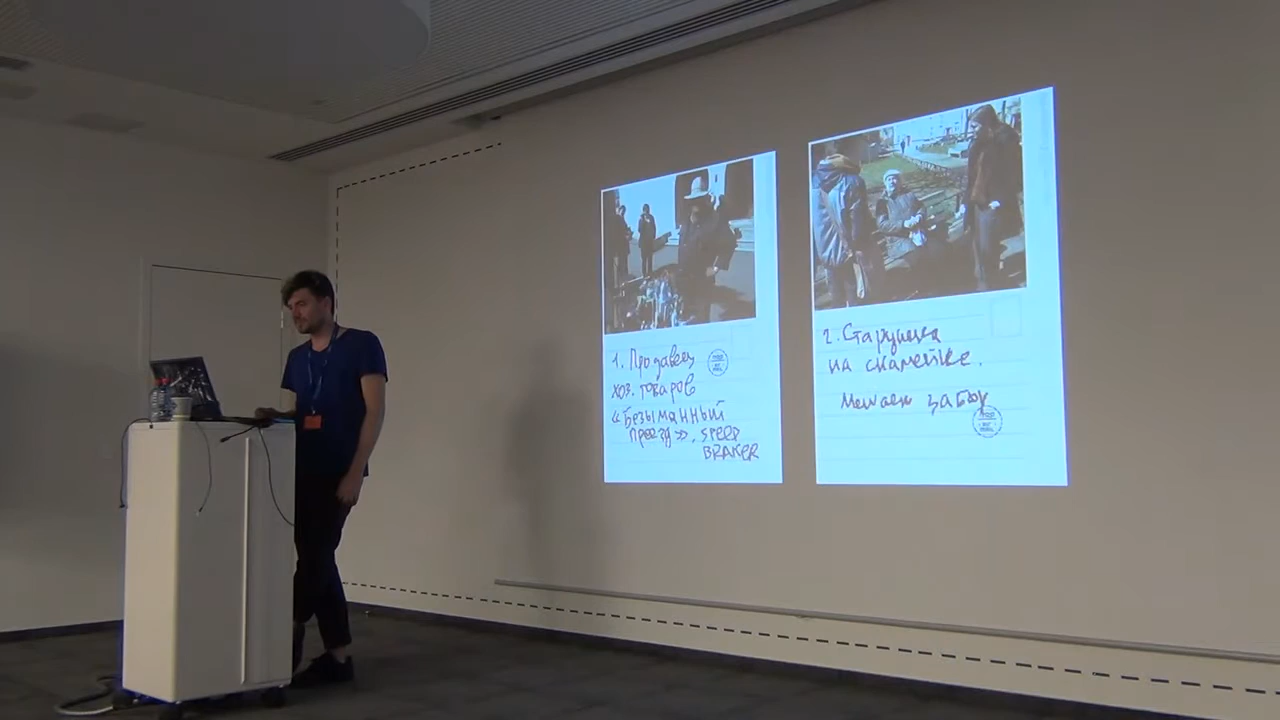 1. Продавец
хоз. товаров
«Безымянный
проезд», SPEED
BRAKER
2. Старушка
на скамейке.
Мешает забор